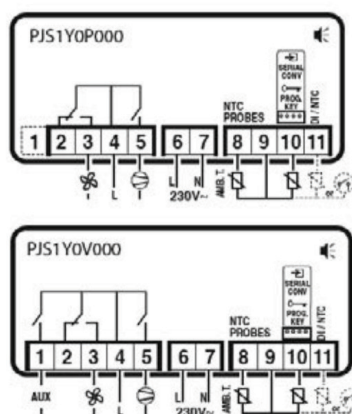 PJS1Y0P000
SERIAL
CONV
PROG.
KEY
NTC
PROBES
DI / NTC
1 2 3 4 5 6 7 8 9 10 11
L
L N
230V~
AMB.T.
or
PJS1Y0V000
SERIAL
CONV
PROG.
KEY
NTC
PROBES
DI / NTC
1 2 3 4 5 6 7 8 9 10 11
AUX
L
L N
230V~
AMB.T.
or